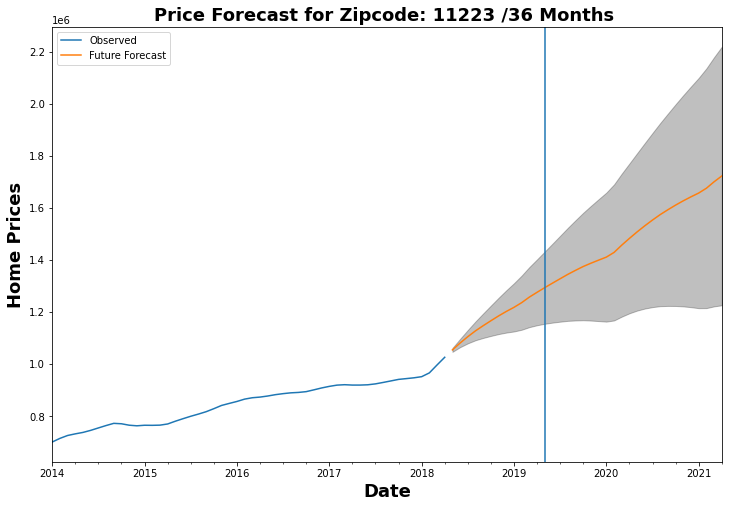 Price Forecast for Zipcode: 11223 /36 Months
1e6
Observed
Future Forecast
2.2
2.0
1.8
1.6
1.4
1.2
1.0
0.8
Home Prices
2014 2015 2016 2017 2018 2019 2020 2021
Date